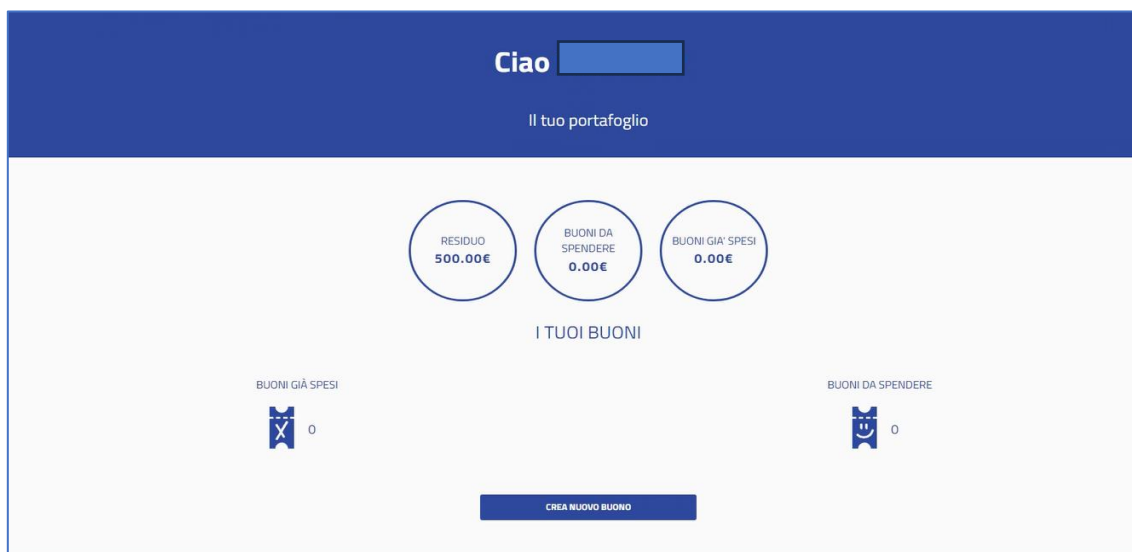 Ciao
Il tuo portafoglio
RESIDUO
500.00€
BUONI DA
SPENDERE
0.00€
BUONI GIA' SPESI
0.00€
I TUOI BUONI
BUONI GIÀ SPESI
0
BUONI DA SPENDERE
0
CREA NUOVO BUONO